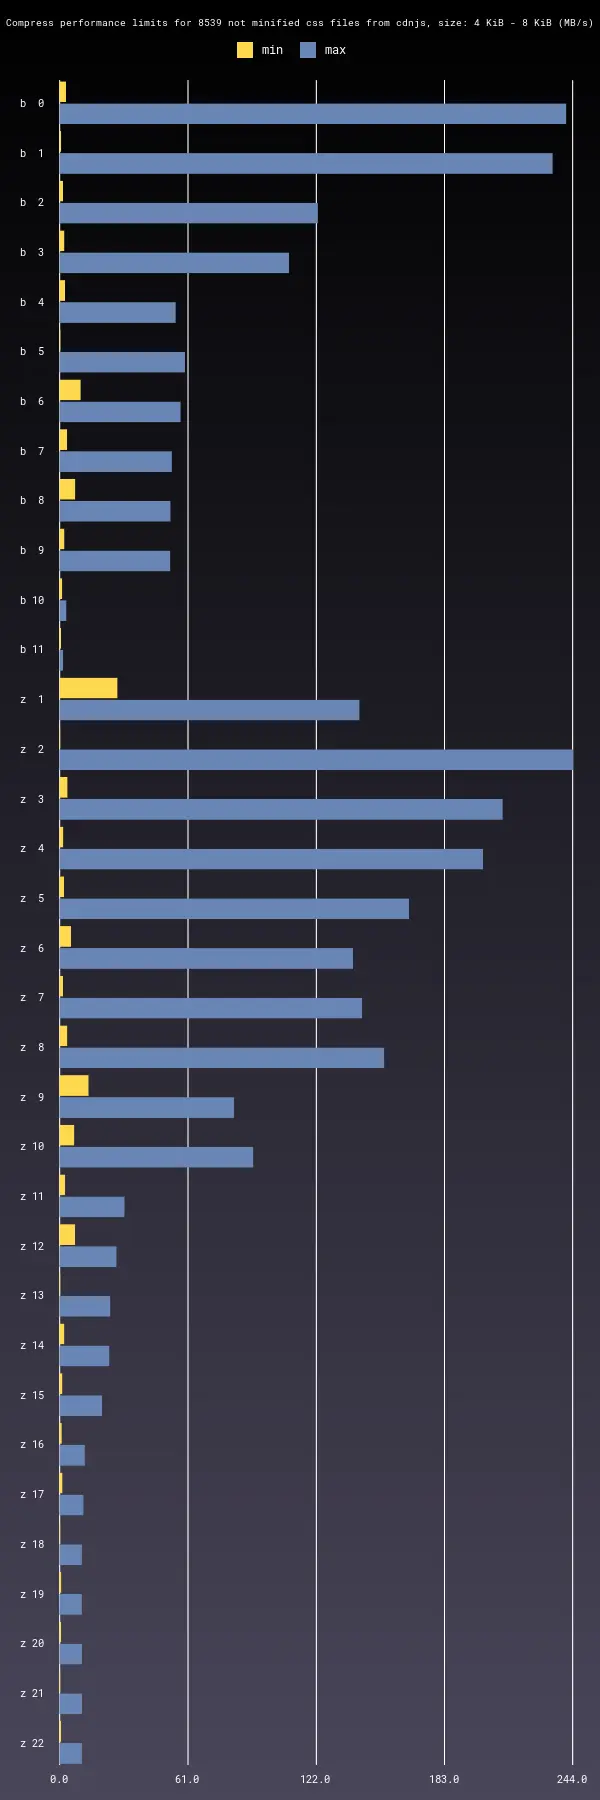 Compress performance limits for 8539 not minified css files from cdnjs, size: 4 KiB - 8 KiB (MB/s)
min max
b 0
b 1
b 2
b 3
b 4
b 5
b 6
b 7
b 8
b 9
b 10
b 11
z 1
z 2
z 3
z 4
z 5
z 6
z 7
z 8
z 9
z 10
z 11
z 12
z 13
z 14
z 15
z 16
z 17
z 18
z 19
z 20
z 21
z 22
0.0 61.0 122.0 183.0 244.0